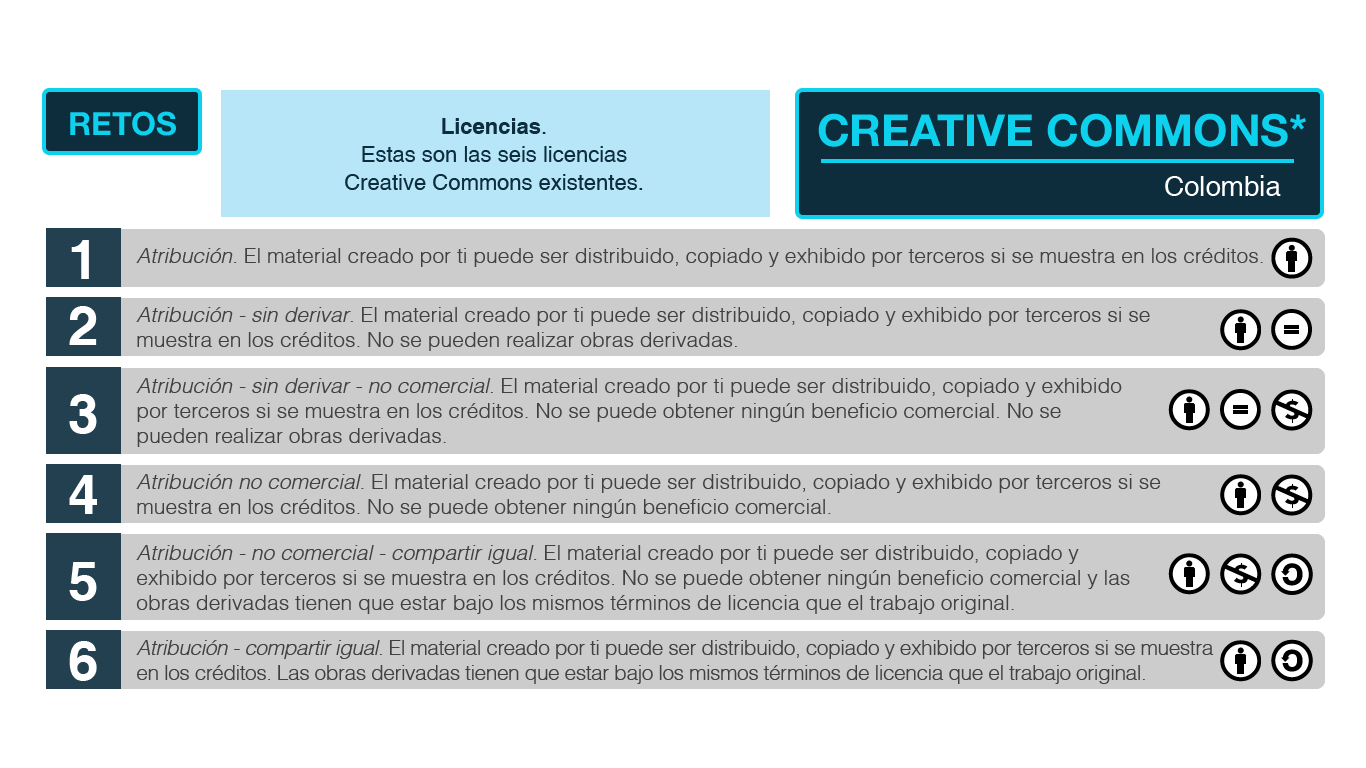 RETOS
Licencias.
Estas son las seis licencias
Creative Commons existentes.
CREATIVE COMMONS*
Colombia
1
Atribución. El material creado por ti puede ser distribuido, copiado y exhibido por terceros si se muestra en los créditos.
2
Atribución - sin derivar. El material creado por ti puede ser distribuido, copiado y exhibido por terceros si se
muestra en los créditos. No se pueden realizar obras derivadas.
=
3
Atribución - sin derivar - no comercial. El material creado por ti puede ser distribuido, copiado y exhibido
por terceros si se muestra en los créditos. No se puede obtener ningún beneficio comercial. No se
pueden realizar obras derivadas.
= $
4
Atribución no comercial. El material creado por ti puede ser distribuido, copiado y exhibido por terceros si se
muestra en los créditos. No se puede obtener ningún beneficio comercial.
$
5
Atribución - no comercial - compartir igual. El material creado por ti puede ser distribuido, copiado y
exhibido por terceros si se muestra en los créditos. No se puede obtener ningún beneficio comercial y las
obras derivadas tienen que estar bajo los mismos términos de licencia que el trabajo original.
$
6
Atribución - compartir igual. El material creado por ti puede ser distribuido, copiado y exhibido por terceros si se muestra
en los créditos. Las obras derivadas tienen que estar bajo los mismos términos de licencia que el trabajo original.